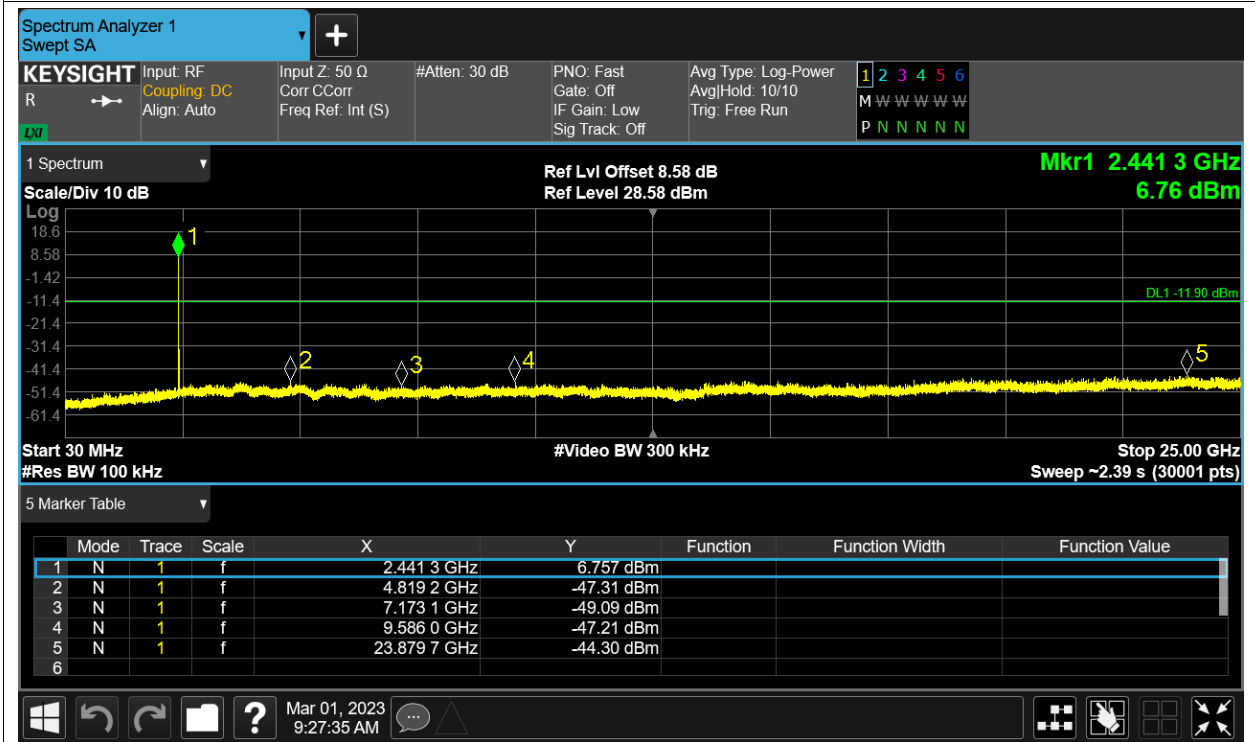 Spectrum Analyzer 1
Swept SA
KEYSIGHT
R
LXI
Input: RF
Coupling: DC
Align: Auto
Input Z: 50 Ω
Corr CCorr
Freq Ref: Int (S)
#Atten: 30 dB
PNO: Fast
Gate: Off
IF Gain: Low
Sig Track: Off
Avg Type: Log-Power
Avg|Hold: 10/10
Trig: Free Run
1 2 3 4 5 6
M W W W W W
P N N N N N
1 Spectrum
Scale/Div 10 dB
Ref Lvl Offset 8.58 dB
Ref Level 28.58 dBm
Mkr1 2.441 3 GHz
6.76 dBm
Log
18.6
8.58
-1.42
-11.4
-21.4
-31.4
-41.4
-51.4
-61.4
1
2
3
4
5
DL1 -11.90 dBm
Start 30 MHz
#Res BW 100 kHz
#Video BW 300 kHz
Stop 25.00 GHz
Sweep ~2.39 s (30001 pts)
5 Marker Table
Mode Trace Scale X Y Function Function Width Function Value
1 N 1 f 2.441 3 GHz 6.757 dBm
2 N 1 f 4.819 2 GHz -47.31 dBm
3 N 1 f 7.173 1 GHz -49.09 dBm
4 N 1 f 9.586 0 GHz -47.21 dBm
5 N 1 f 23.879 7 GHz -44.30 dBm
6
?
Mar 01, 2023
9:27:35 AM